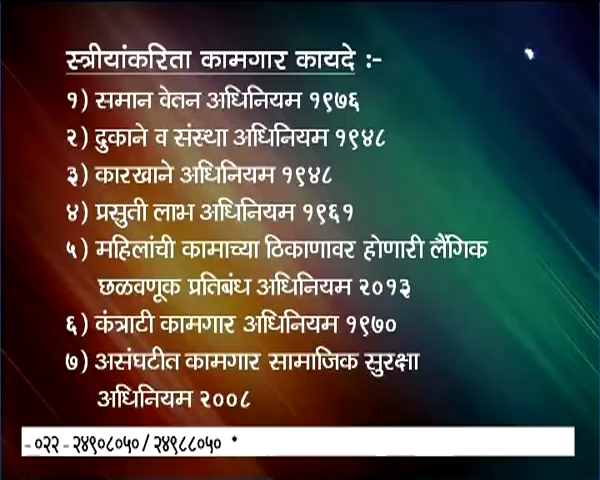 स्त्रीयांकरिता कामगार कायदे :-
१) समान वेतन अधिनियम १९७६
२) दुकाने व संस्था अधिनियम १९४८
३) कारखाने अधिनियम १९४८
४) प्रसुती लाभ अधिनियम १९६१
५) महिलांची कामाच्या ठिकाणावर होणारी लैंगिक
छळवणूक प्रतिबंध अधिनियम २०१३
६) कंत्राटी कामगार अधिनियम १९७०
७) असंघटीत कामगार सामाजिक सुरक्षा
अधिनियम २००८
- ०२२ - २४९०८०५० / २४९८८०५० *